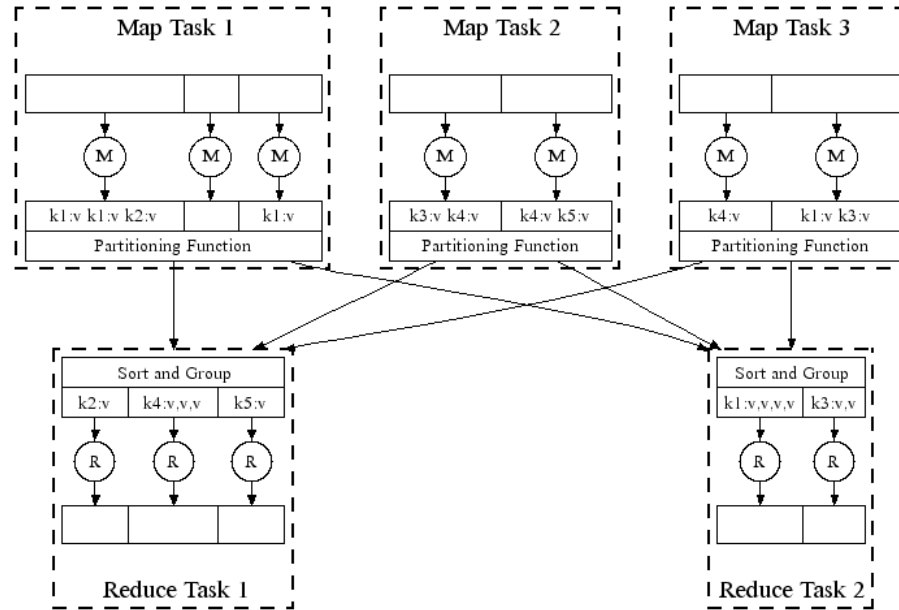 Map Task 1
Map Task 2
Map Task 3
M M M
M M
M M
k1:v k1:v k2:v
k1:v
k3:v k4:v
k4:v k5:v
k4:v
k1:v k3:v
Partitioning Function
Partitioning Function
Partitioning Function
Sort and Group
Sort and Group
k2:v
k4:v,v,v
k5:v
k1:v,v,v,v
k3:v,v
R R R
R R
Reduce Task 1
Reduce Task 2